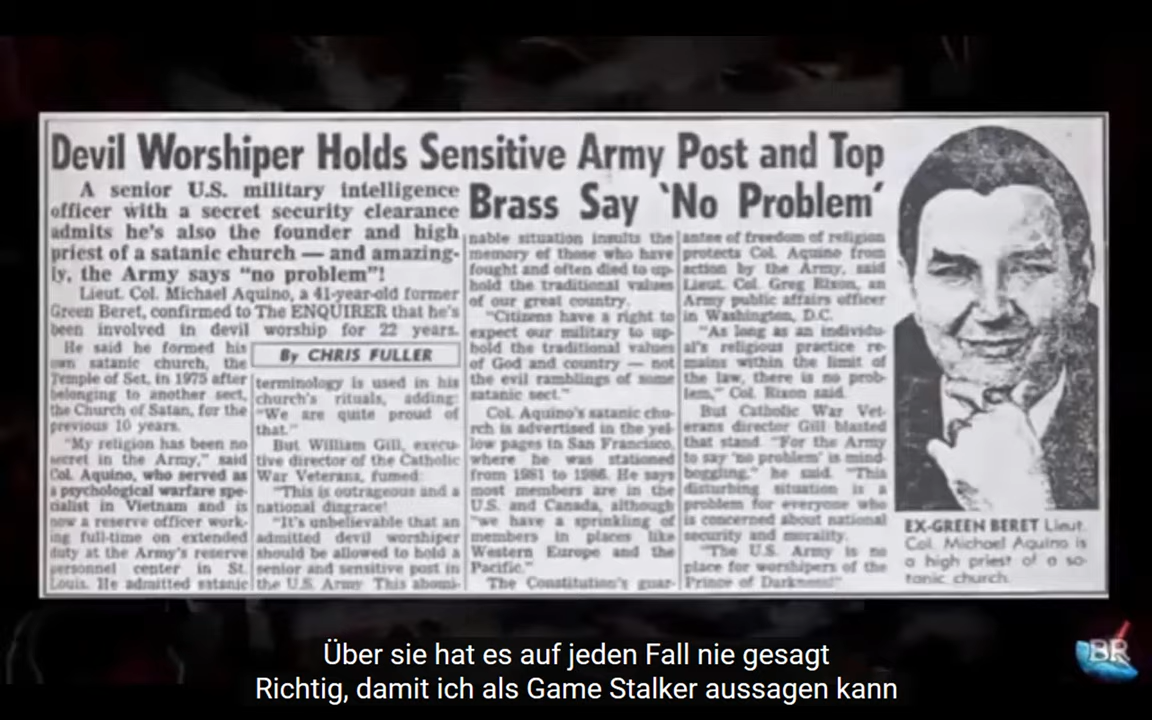 Devil Worshiper Holds Sensitive Army Post and Top
Brass Say 'No Problem'
A senior U.S. military intelligence
officer with a secret security clearance
admits he's also the founder and high
priest of a satanic church — and amazing-
ly, the Army says "no problem"!
Lieut. Col. Michael Aquino, a 41-year-old former
Green Beret, confirmed to The ENQUIRER that he's
been involved in devil worship for 22 years.
He said he formed his
own satanic church, the
Temple of Set, in 1975 after
belonging to another sect,
the Church of Satan, for the
previous 10 years.
"My religion has been no
secret in the Army," said
Col. Aquino, who served as
a psychological warfare spe-
cialist in Vietnam and is
now a reserve officer work-
ing full-time on extended
duty at the Army's reserve
personnel center in St.
Louis. He admitted satanic
By CHRIS FULLER
terminology is used in his
church's rituals, adding:
"We are quite proud of
that."
But William Gill, execu-
tive director of the Catholic
War Veterans, fumed:
"This is outrageous and a
national disgrace!
"It's unbelievable that an
admitted devil worshiper
should be allowed to hold a
senior and sensitive post in
the U.S. Army. This abomi-
nable situation insults the
memory of those who have
fought and often died to up-
hold the traditional values
of our great country.
"Citizens have a right to
expect our military to up-
hold the traditional values
of God and country — not
the evil ramblings of some
satanic sect."
Col. Aquino's satanic chu-
rch is advertised in the yel-
low pages in San Francisco,
where he was stationed
from 1981 to 1986. He says
most members are in the
U.S. and Canada, although
"we have a sprinkling of
members in places like
Western Europe and the
Pacific."
The Constitution's guar-
antee of freedom of religion
protects Col. Aquino from
action by the Army, said
Lieut. Col. Greg Rixon, an
Army public affairs officer
in Washington, D.C.
"As long as an individu-
al's religious practice re-
mains within the limit of
the law, there is no prob-
lem," Col. Rixon said.
But Catholic War Vet-
erans director Gill blasted
that stand. "For the Army
to say 'no problem' is mind-
boggling," he said. "This
disturbing situation is a
problem for everyone who
is concerned about national
security and morality.
"The U.S. Army is no
place for worshipers of the
Prince of Darkness!"
EX-GREEN BERET Lieut.
Col. Michael Aquino is
a high priest of a sa-
tanic church.
BR
Über sie hat es auf jeden Fall nie gesagt
Richtig, damit ich als Game Stalker aussagen kann